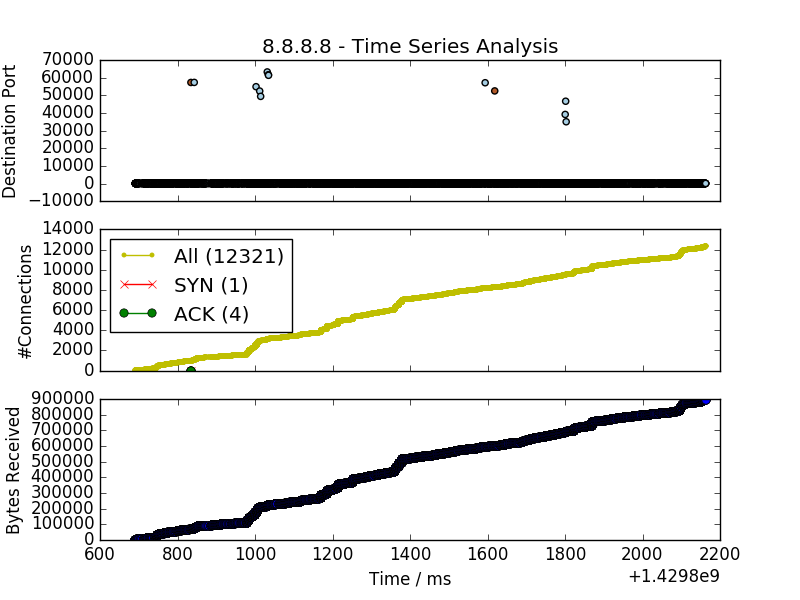 8.8.8.8 - Time Series Analysis
Destination Port
70000
60000
50000
40000
30000
20000
10000
0
−10000
#Connections
14000
12000
10000
8000
6000
4000
2000
0
All (12321)
SYN (1)
ACK (4)
Bytes Received
900000
800000
700000
600000
500000
400000
300000
200000
100000
0
600 800 1000 1200 1400 1600 1800 2000 2200
Time / ms
+1.4298e9